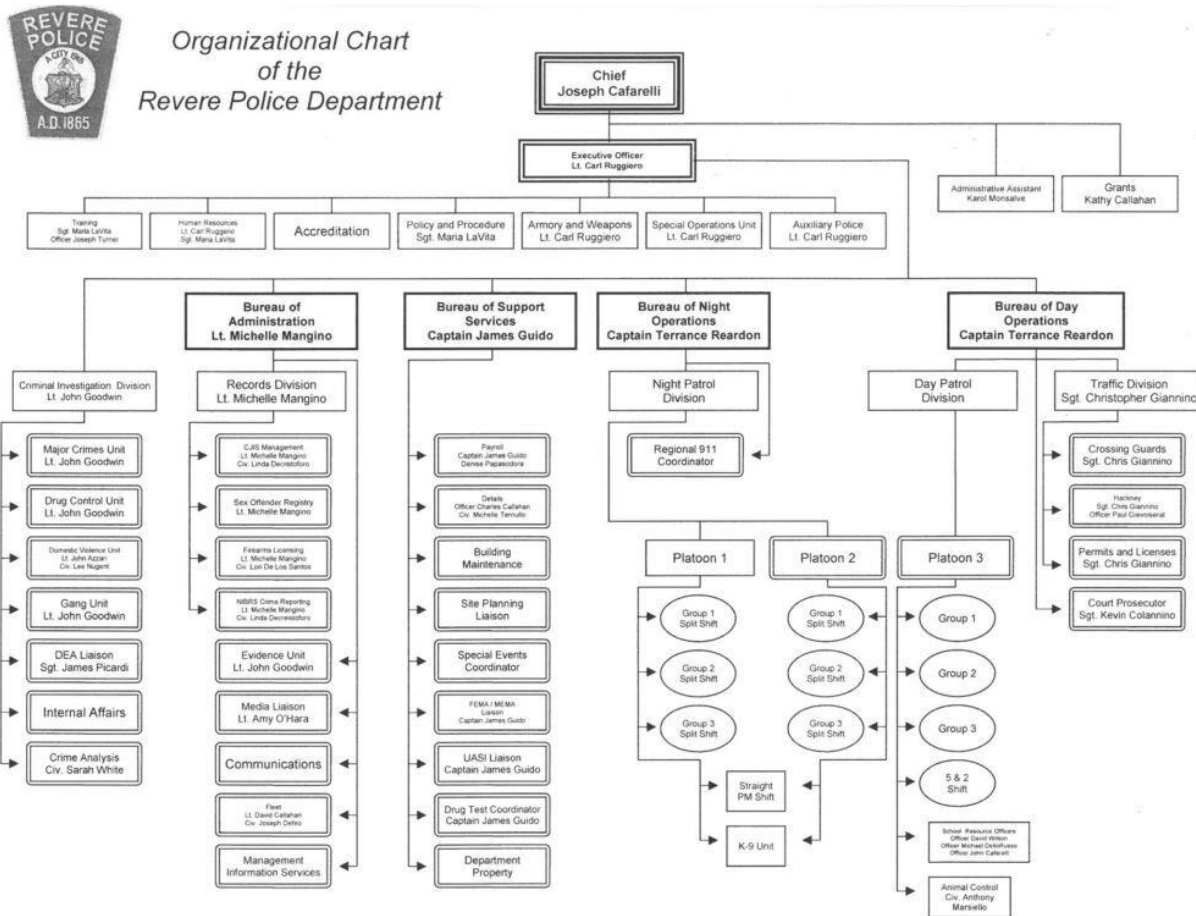 REVERE
POLICE
A CITY 1915
A.D. 1865
Organizational Chart
of the
Revere Police Department
Chief
Joseph Cafarelli
Executive Officer
Lt. Carl Ruggiero
Administrative Assistant
Karol Monsalve
Grants
Kathy Callahan
Training
Sgt. Maria LaVita
Officer Joseph Turner
Human Resources
Lt. Carl Ruggerio
Sgt. Maria LaVita
Accreditation
Policy and Procedure
Sgt. Maria LaVita
Armory and Weapons
Lt. Carl Ruggiero
Special Operations Unit
Lt. Carl Ruggiero
Auxiliary Police
Lt. Carl Ruggiero
Bureau of
Administration
Lt. Michelle Mangino
Bureau of Support
Services
Captain James Guido
Bureau of Night
Operations
Captain Terrance Reardon
Bureau of Day
Operations
Captain Terrance Reardon
Criminal Investigation Division
Lt. John Goodwin
Records Division
Lt. Michelle Mangino
Night Patrol
Division
Day Patrol
Division
Traffic Division
Sgt. Christopher Giannino
Major Crimes Unit
Lt. John Goodwin
Drug Control Unit
Lt. John Goodwin
Domestic Violence Unit
Lt. John Azzari
Civ. Lee Nugent
Gang Unit
Lt. John Goodwin
DEA Liaison
Sgt. James Picardi
Internal Affairs
Crime Analysis
Civ. Sarah White
CJIS Management
Lt. Michelle Mangino
Civ. Linda Decristoforo
Sex Offender Registry
Lt. Michelle Mangino
Firearms Licensing
Lt. Michelle Mangino
Civ. Lori De Los Santos
NIBRS Crime Reporting
Lt. Michelle Mangino
Civ. Linda Decreistoforo
Evidence Unit
Lt. John Goodwin
Media Liaison
Lt. Amy O'Hara
Communications
Fleet
Lt. David Callahan
Civ. Joseph Defeo
Management
Information Services
Payroll
Captain James Guido
Denise Papasodora
Details
Officer Charles Callahan
Civ. Michelle Ternullo
Building
Maintenance
Site Planning
Liaison
Special Events
Coordinator
FEMA / MEMA
Liaison
Captain James Guido
UASI Liaison
Captain James Guido
Drug Test Coordinator
Captain James Guido
Department
Property
Regional 911
Coordinator
Platoon 1
Platoon 2
Platoon 3
Group 1
Split Shift
Group 2
Split Shift
Group 3
Split Shift
Group 1
Split Shift
Group 2
Split Shift
Group 3
Split Shift
Straight
PM Shift
K-9 Unit
Group 1
Group 2
Group 3
5 & 2
Shift
School Resource Officers
Officer David Wilson
Officer Michael DelloRusso
Officer John Cafarelli
Animal Control
Civ. Anthony
Marsiello
Crossing Guards
Sgt. Chris Giannino
Hackney
Sgt. Chris Giannino
Officer Paul Crevoiserat
Permits and Licenses
Sgt. Chris Giannino
Court Prosecutor
Sgt. Kevin Colannino